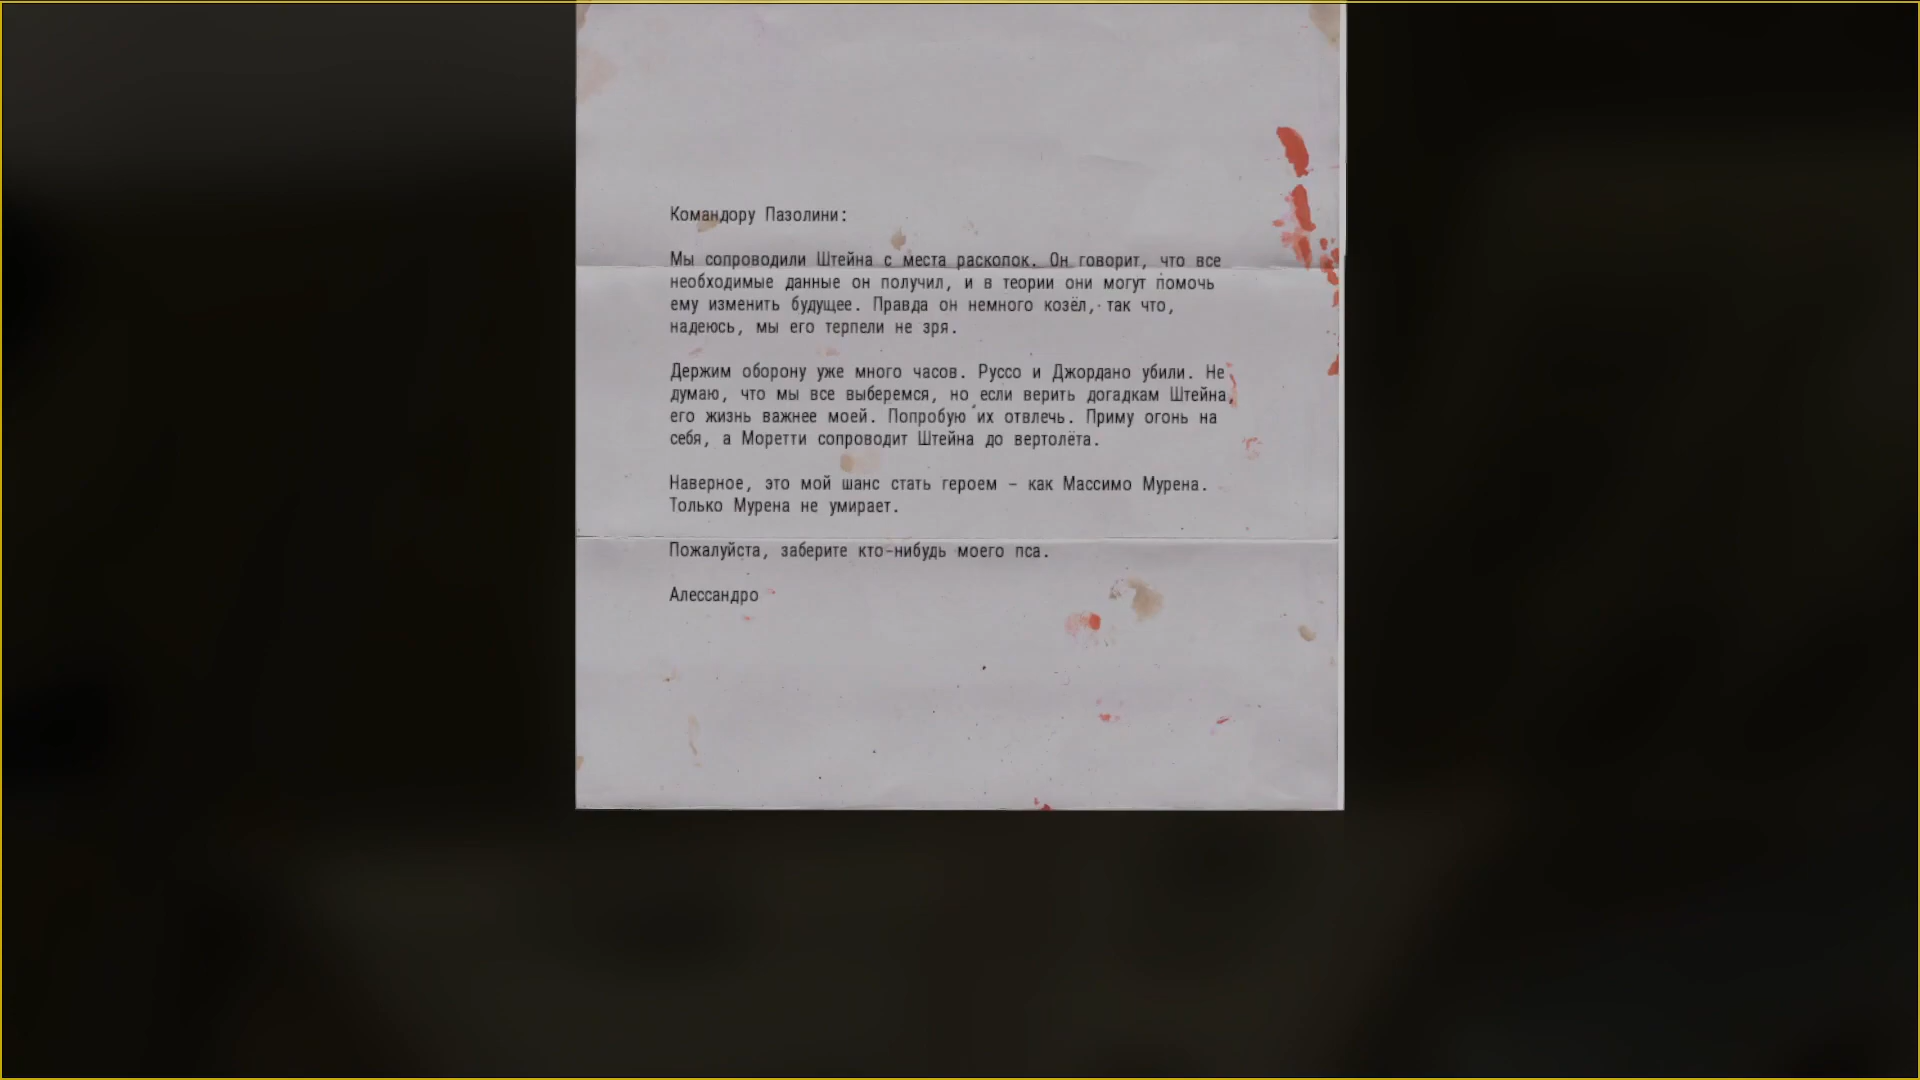 Командору Пазолини:
Мы сопроводили Штейна с места раскопок. Он говорит, что все
необходимые данные он получил, и в теории они могут помочь
ему изменить будущее. Правда он немного козёл, так что,
надеюсь, мы его терпели не зря.
Держим оборону уже много часов. Руссо и Джордано убили. Не
думаю, что мы все выберемся, но если верить догадкам Штейна,
его жизнь важнее моей. Попробую их отвлечь. Приму огонь на
себя, а Моретти сопроводит Штейна до вертолёта.
Наверное, это мой шанс стать героем – как Массимо Мурена.
Только Мурена не умирает.
Пожалуйста, заберите кто-нибудь моего пса.
Алессандро